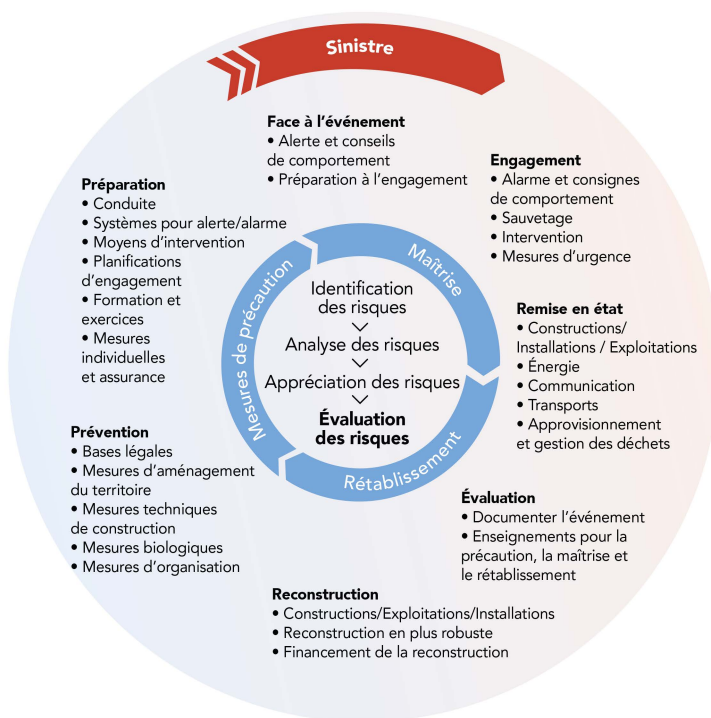 Sinistre
Face à l’événement
• Alerte et conseils
de comportement
• Préparation à l’engagement
Engagement
• Alarme et consignes
de comportement
• Sauvetage
• Intervention
• Mesures d’urgence
Remise en état
• Constructions/
Installations / Exploitations
• Énergie
• Communication
• Transports
• Approvisionnement
et gestion des déchets
Évaluation
• Documenter l’événement
• Enseignements pour la
précaution, la maîtrise et
le rétablissement
Reconstruction
• Constructions/Exploitations/Installations
• Reconstruction en plus robuste
• Financement de la reconstruction
Prévention
• Bases légales
• Mesures d’aménagement
du territoire
• Mesures techniques
de construction
• Mesures biologiques
• Mesures d’organisation
Préparation
• Conduite
• Systèmes pour alerte/alarme
• Moyens d’intervention
• Planifications
d’engagement
• Formation et
exercices
• Mesures
individuelles
et assurance
Maîtrise
Rétablissement
Mesures de précaution
Identification
des risques
Analyse des risques
Appréciation des risques
Évaluation
des risques